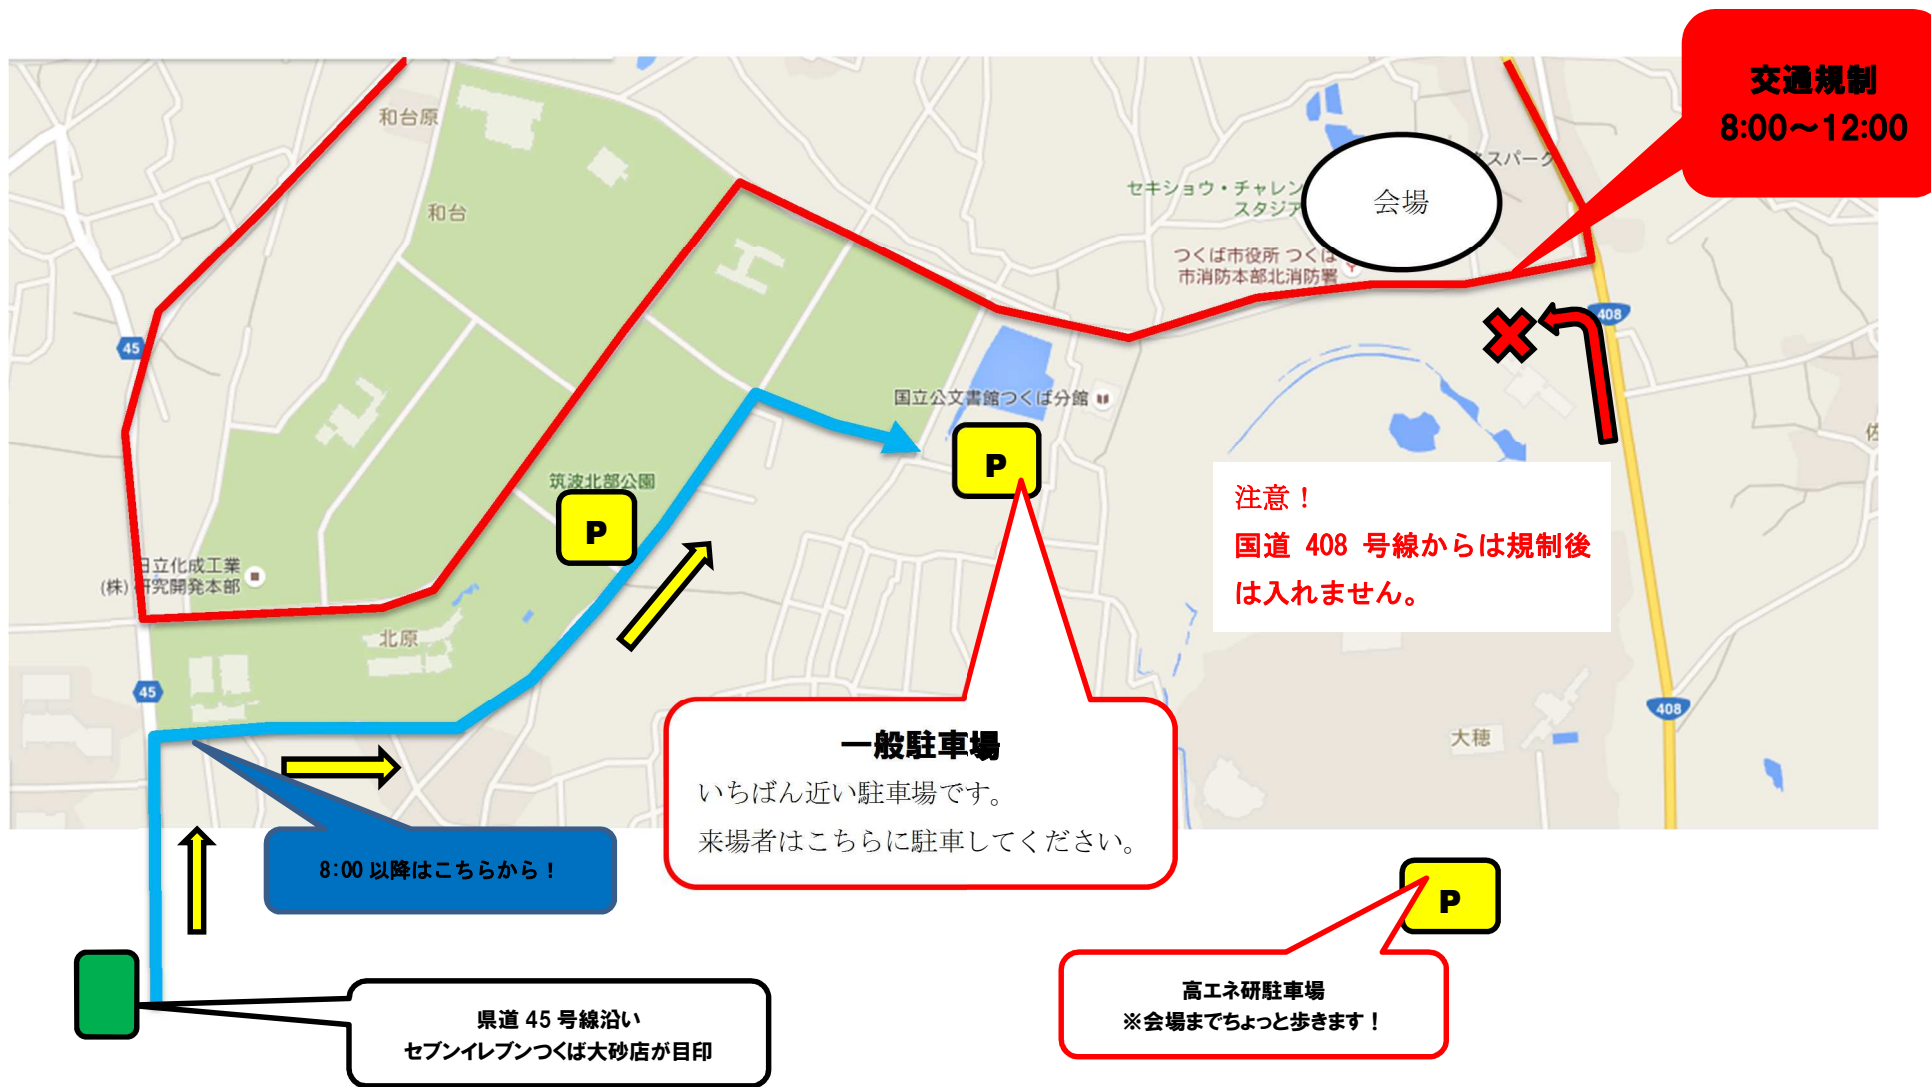 交通規制
8:00～12:00
和台原
スパーク
セキショウ・チャレン
スタジア
会場
和台
つくば市役所 つくば
市消防本部北消防署
408
45
国立公文書館つくば分館
佐
筑波北部公園
P
P
注意！
国道 408 号線からは規制後
は入れません。
日立化成工業
(株) 研究開発本部
北原
45
408
大穂
一般駐車場
いちばん近い駐車場です。
来場者はこちらに駐車してください。
8:00 以降はこちらから！
P
高エネ研駐車場
※会場までちょっと歩きます！
県道 45 号線沿い
セブンイレブンつくば大砂店が目印